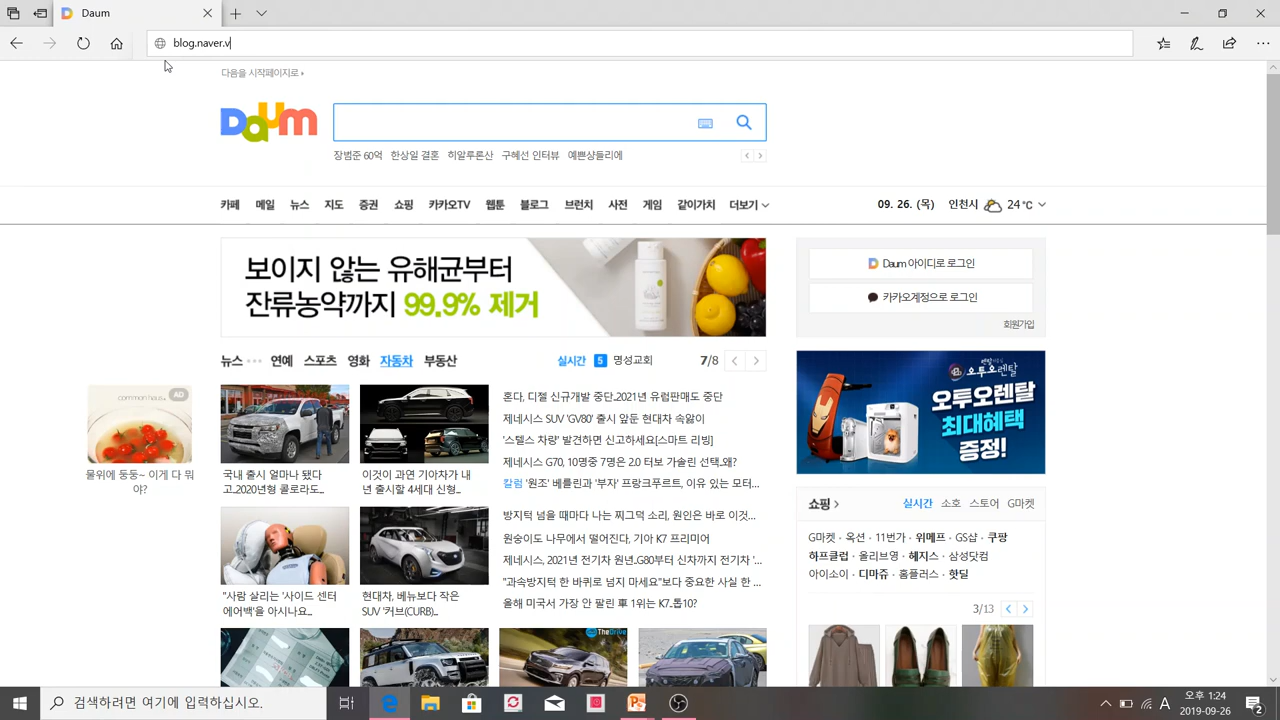 Daum
blog.naver.v
다음을 시작페이지로
Daum
장범준 60억 한상일 결혼 히알루론산 구혜선 인터뷰 예쁜샹들리에
카페 메일 뉴스 지도 증권 쇼핑 카카오TV 웹툰 블로그 브런치 사전 게임 같이가치 더보기
09. 26. (목) 인천시 24 ℃
보이지 않는 유해균부터
잔류농약까지 99.9% 제거
Daum 아이디로 로그인
카카오계정으로 로그인
회원가입
뉴스 연예 스포츠 영화 자동차 부동산
실시간 5 명성교회 7/8
common haus.
AD
물위에 둥둥~ 이게 다 뭐
야?
국내 출시 얼마나 됐다
고..2020년형 콜로라도...
이것이 과연 기아차가 내
년 출시할 4세대 신형...
혼다, 디젤 신규개발 중단..2021년 유럽판매도 중단
제네시스 SUV 'GV80' 출시 앞둔 현대차 속앓이
'스텔스 차량' 발견하면 신고하세요[스마트 리빙]
제네시스 G70, 10명중 7명은 2.0 터보 가솔린 선택..왜?
칼럼 '원조' 베를린과 '부자' 프랑크푸르트, 이유 있는 모터...
방지턱 넘을 때마다 나는 찌그덕 소리, 원인은 바로 이것...
원숭이도 나무에서 떨어진다, 기아 K7 프리미어
제네시스, 2021년 전기차 원년..G80부터 신차까지 전기차 '...
"과속방지턱 한 바퀴로 넘지 마세요"보다 중요한 사실 한 ...
올해 미국서 가장 안 팔린 車 1위는 K7..톱10?
"사람 살리는 '사이드 센터
에어백'을 아시나요...
현대차, 베뉴보다 작은
SUV '커브(CURB)...
TheDrive
렌탈의 민족
오투오렌탈
오투오렌탈
최대혜택
증정!
쇼핑 실시간 소호 스토어 G마켓
G마켓 · 옥션 · 11번가 · 위메프 · GS샵 · 쿠팡
하프클럽 · 올리브영 · 헤지스 · 삼성닷컴
아이소이 · 디마쥬 · 홈플러스 · 핫딜
3/13
검색하려면 여기에 입력하십시오.
A
오후 1:24
2019-09-26
2